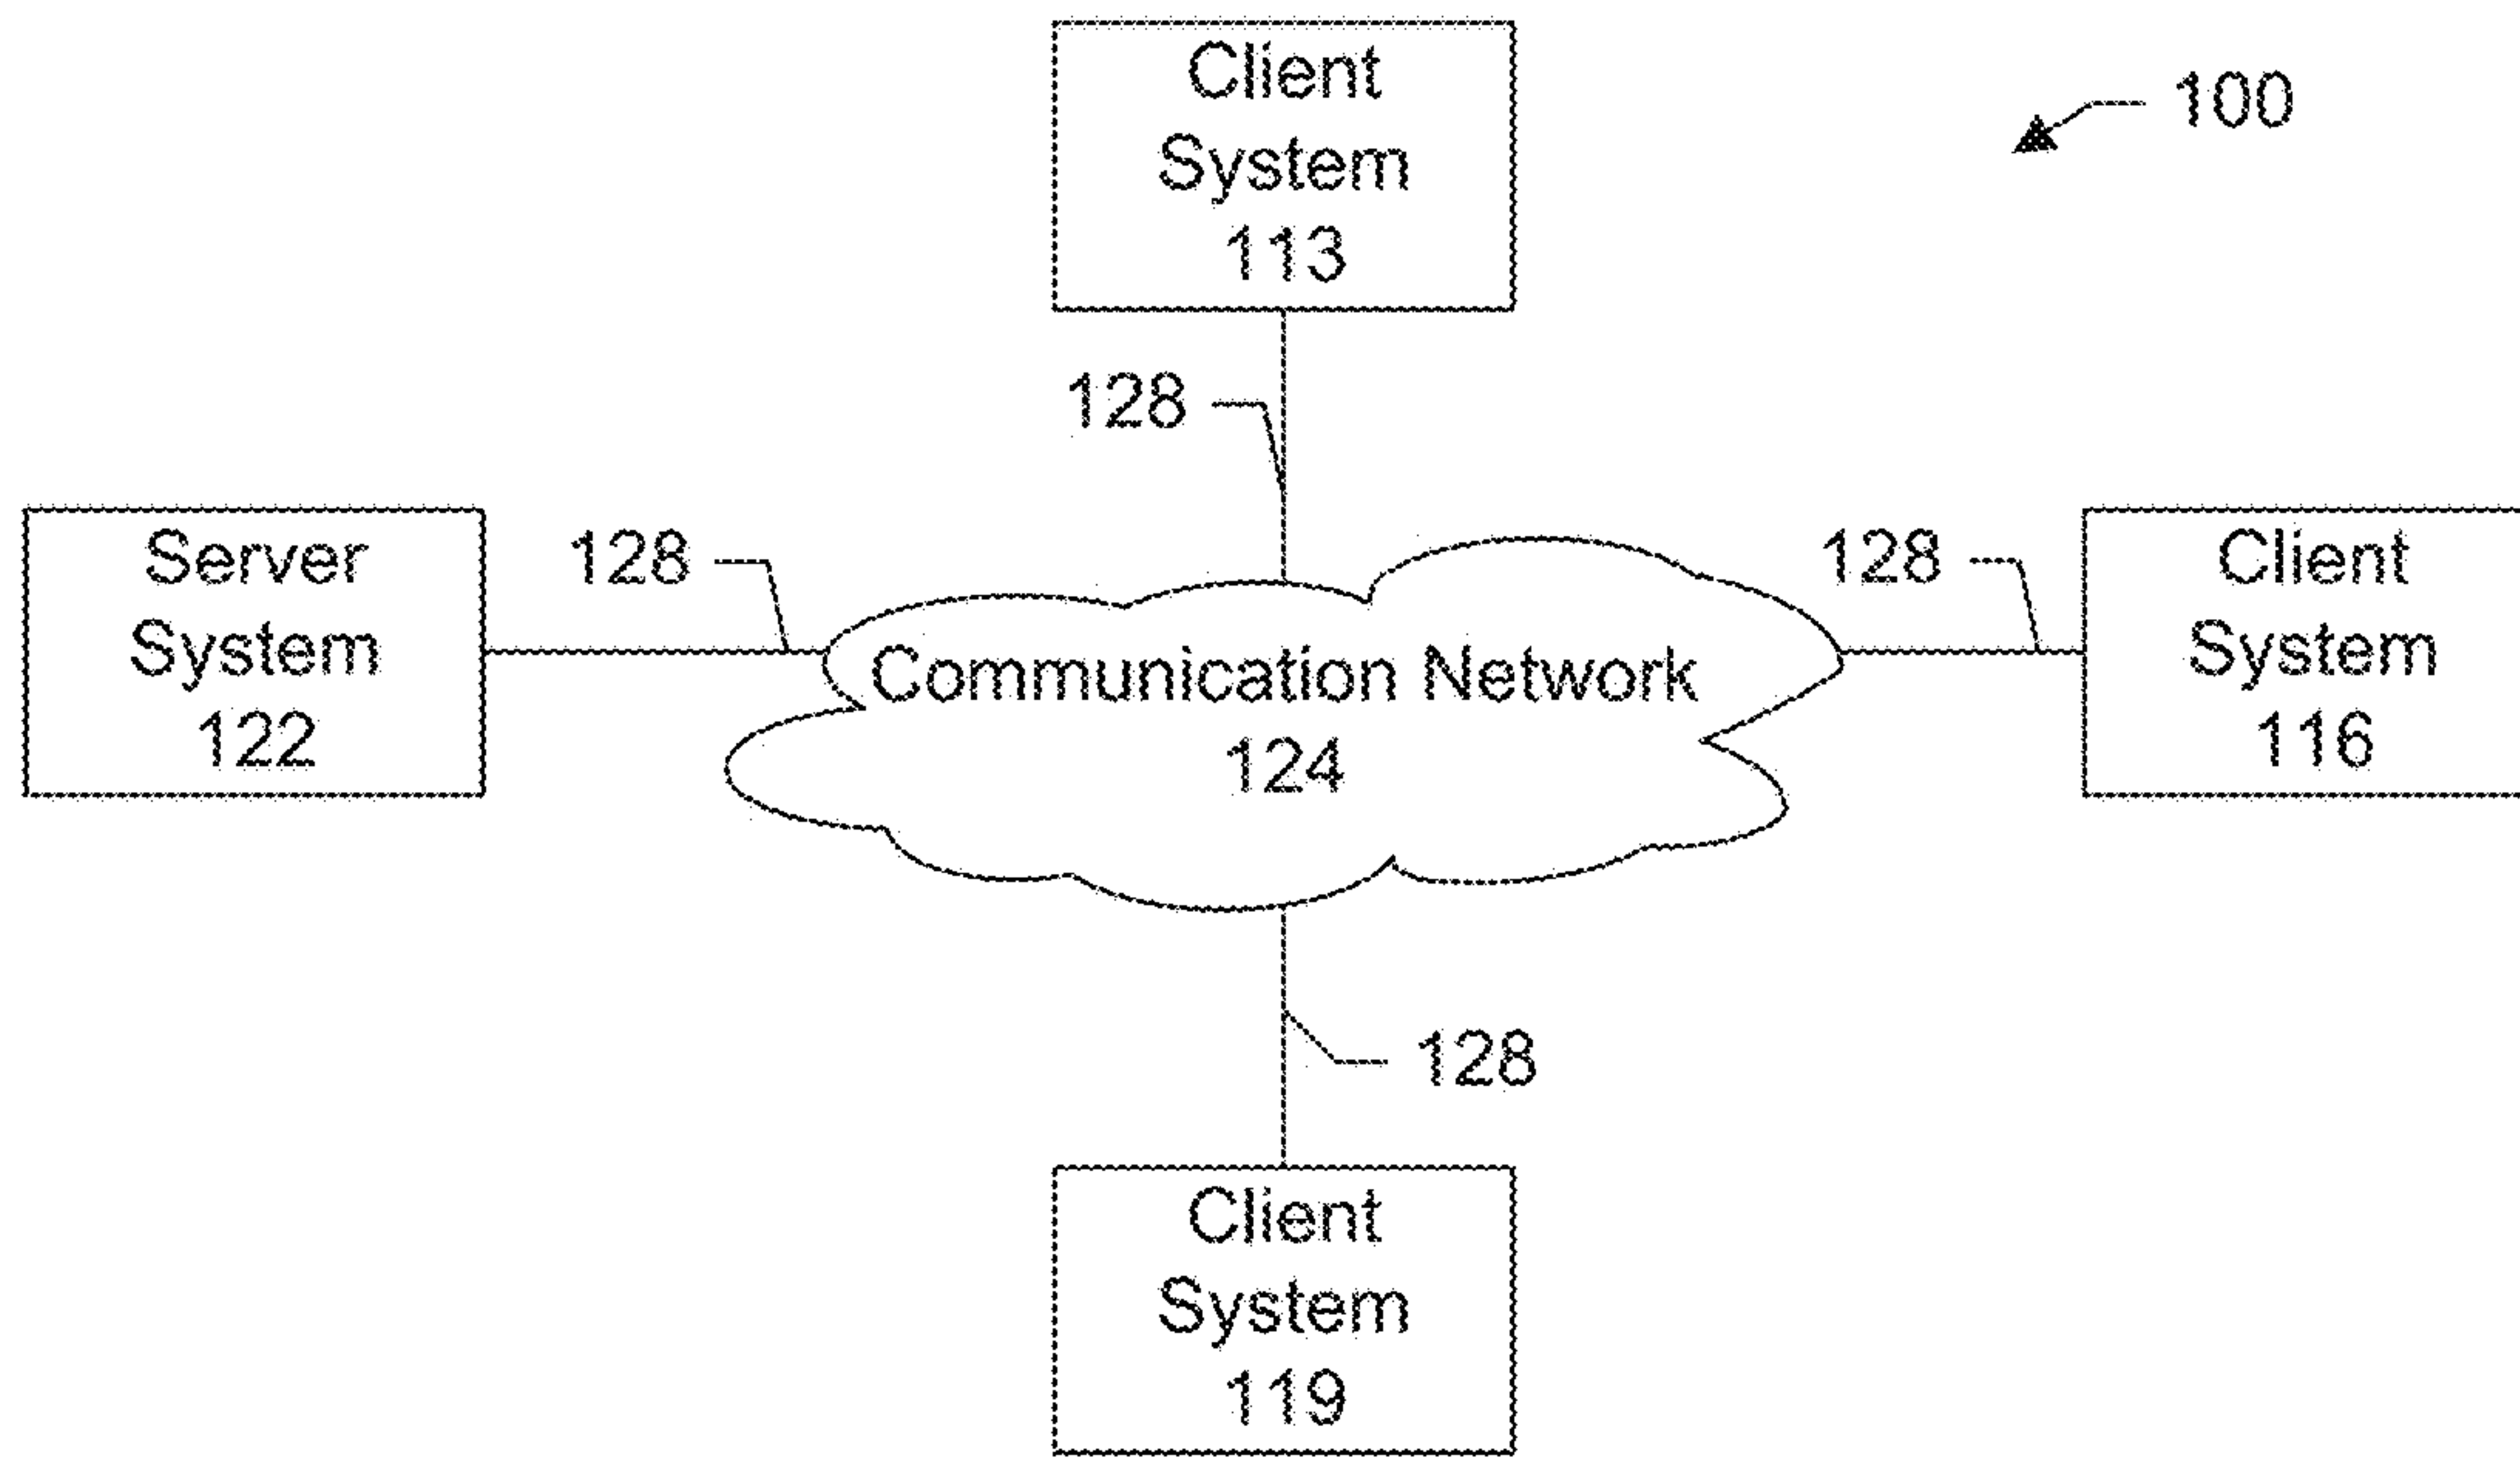 Client
System
113
100
128
Server
System
122
128
Communication Network
124
128
Client
System
116
128
Client
System
119